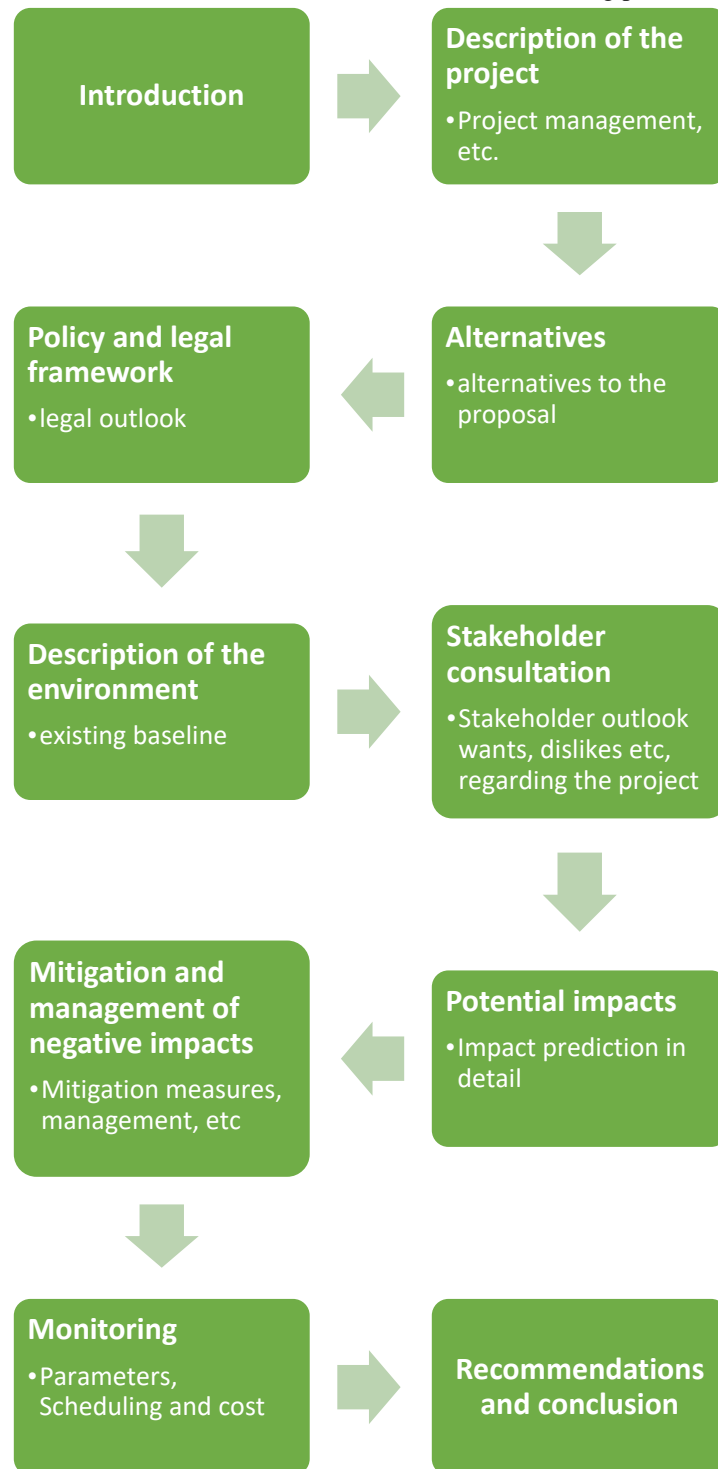 Introduction
Description of the
project
•Project management,
etc.
Alternatives
•alternatives to the
proposal
Policy and legal
framework
•legal outlook
Description of the
environment
•existing baseline
Stakeholder
consultation
•Stakeholder outlook
wants, dislikes etc,
regarding the project
Potential impacts
•Impact prediction in
detail
Mitigation and
management of
negative impacts
•Mitigation measures,
management, etc
Monitoring
•Parameters,
Scheduling and cost
Recommendations
and conclusion